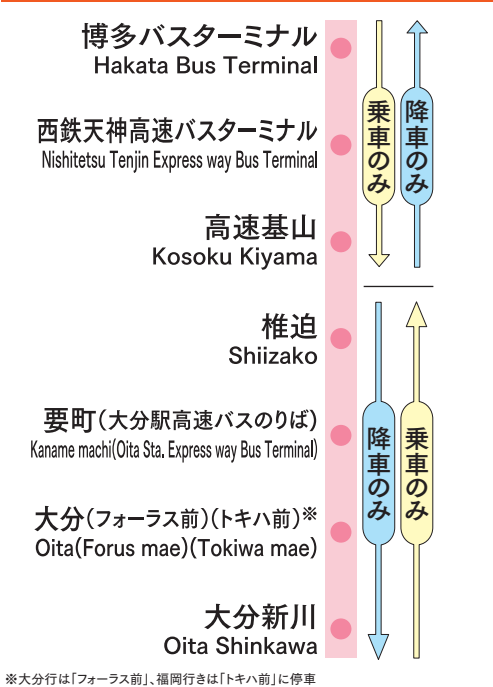 博多バスターミナル
Hakata Bus Terminal
西鉄天神高速バスターミナル
Nishitetsu Tenjin Express way Bus Terminal
高速基山
Kosoku Kiyama
乗車のみ
降車のみ
椎迫
Shiizako
要町(大分駅高速バスのりば)
Kaname machi(Oita Sta. Express way Bus Terminal)
大分(フォーラス前)(トキハ前)※
Oita(Forus mae)(Tokiwa mae)
大分新川
Oita Shinkawa
降車のみ
乗車のみ
※大分行は「フォーラス前」、福岡行きは「トキハ前」に停車